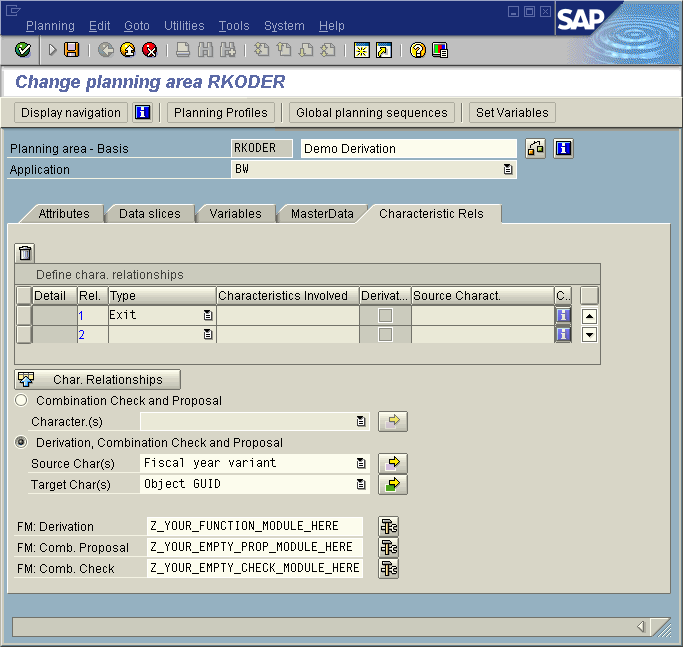 Planning Edit Goto Utilities Tools System Help
SAP
Change planning area RKODER
Display navigation Planning Profiles Global planning sequences Set Variables
Planning area - Basis RKODER Demo Derivation
Application BW
Attributes Data slices Variables MasterData Characteristic Rels
Define chara. relationships
Detail Rel. Type Characteristics Involved Derivat... Source Charact. C..
1 Exit
2
Char. Relationships
Combination Check and Proposal
Character.(s)
Derivation, Combination Check and Proposal
Source Char(s) Fiscal year variant
Target Char(s) Object GUID
FM: Derivation Z_YOUR_FUNCTION_MODULE_HERE
FM: Comb. Proposal Z_YOUR_EMPTY_PROP_MODULE_HERE
FM: Comb. Check Z_YOUR_EMPTY_CHECK_MODULE_HERE